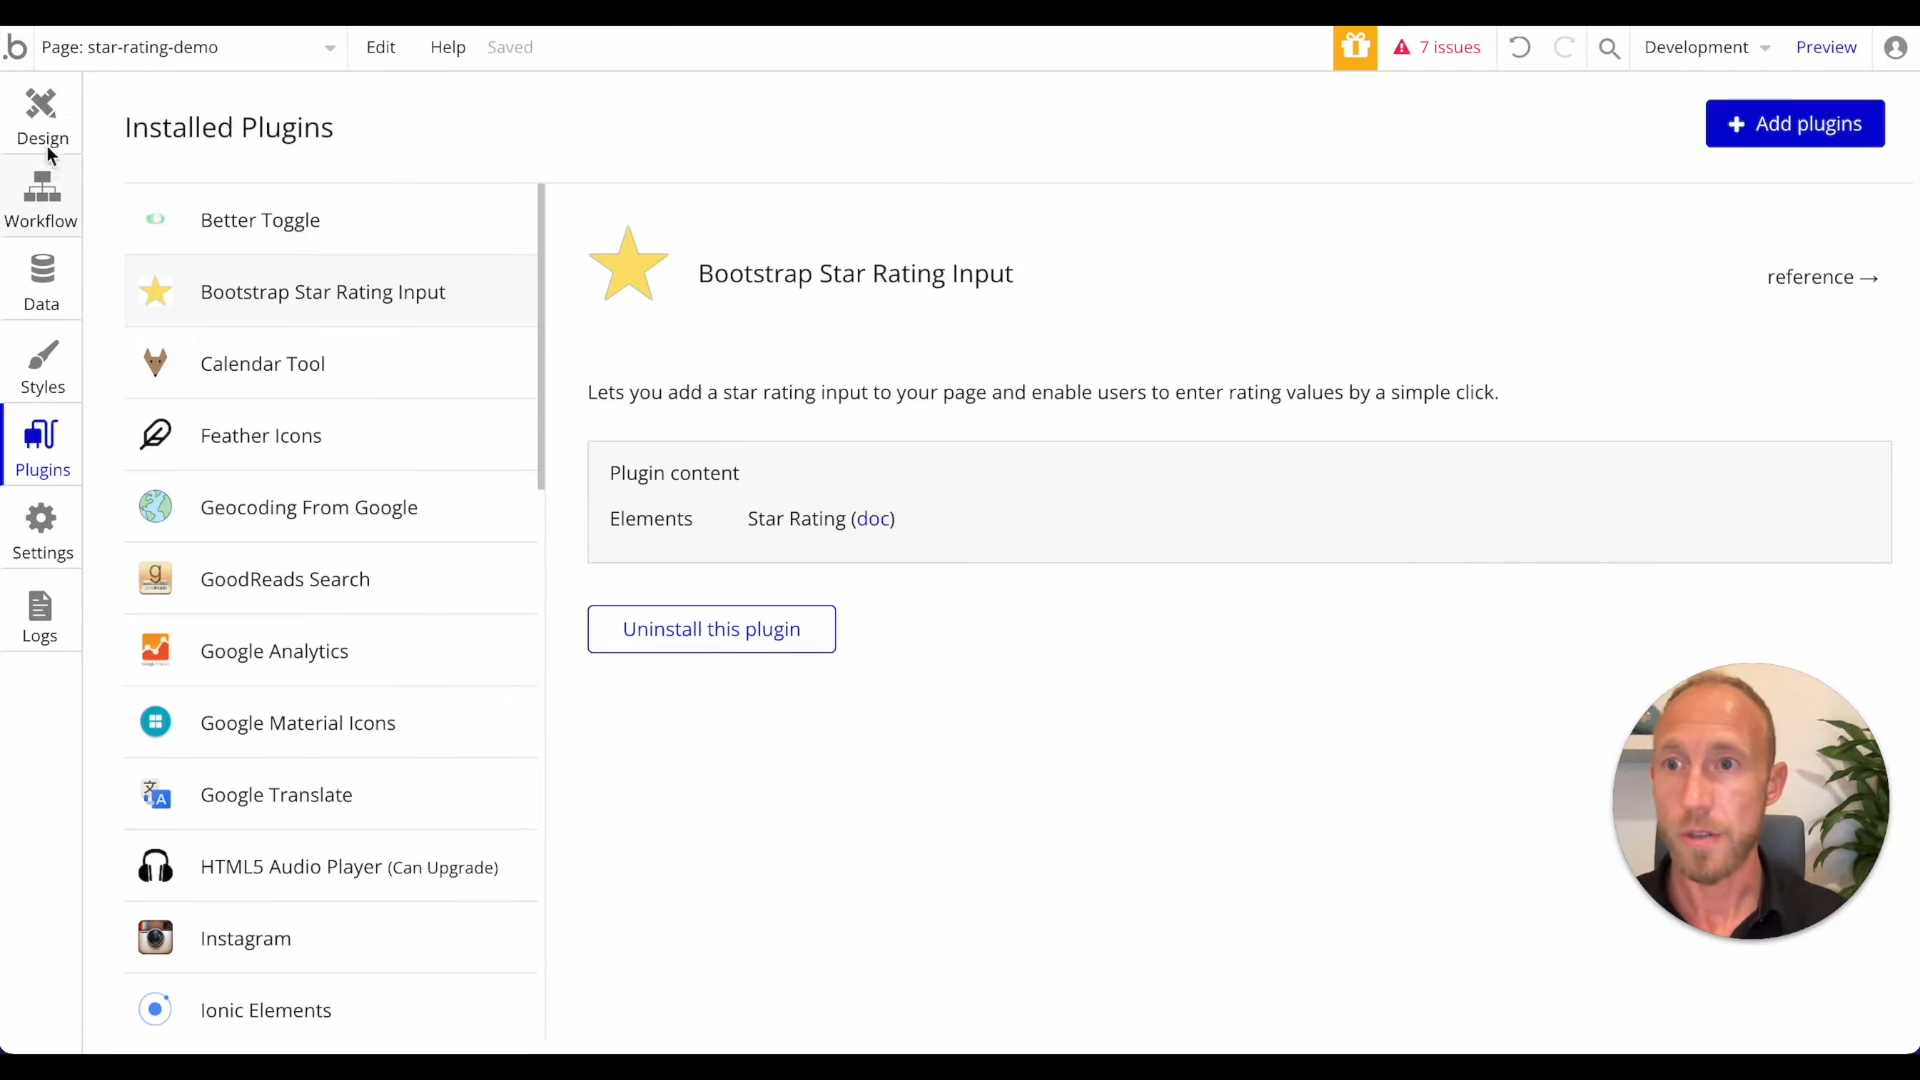 .b Page: star-rating-demo Edit Help Saved 7 issues Development Preview
Design
Workflow
Data
Styles
Plugins
Settings
Logs
Installed Plugins
Add plugins
Better Toggle
Bootstrap Star Rating Input
Calendar Tool
Feather Icons
Geocoding From Google
GoodReads Search
Google Analytics
Google Material Icons
Google Translate
HTML5 Audio Player (Can Upgrade)
Instagram
Ionic Elements
Bootstrap Star Rating Input
reference →
Lets you add a star rating input to your page and enable users to enter rating values by a simple click.
Plugin content
Elements Star Rating (doc)
Uninstall this plugin